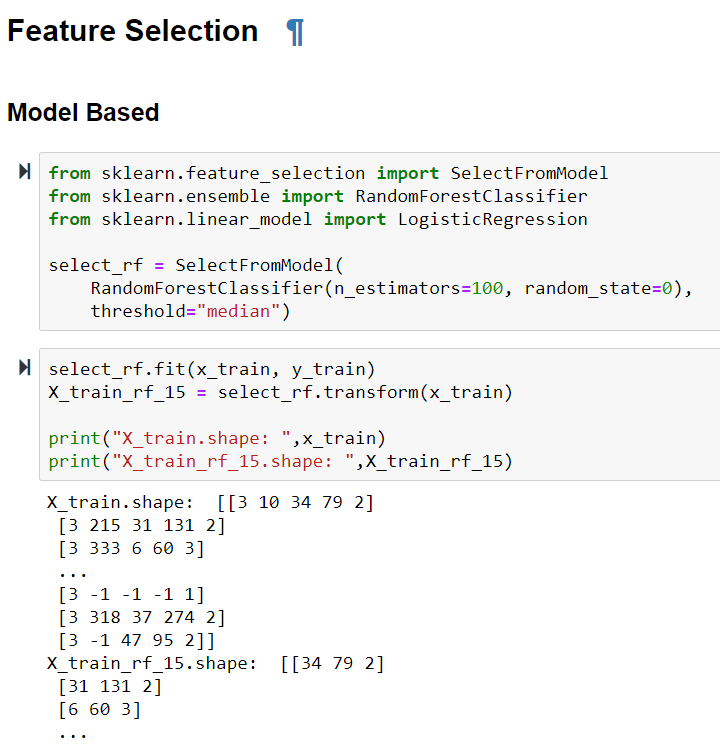 Feature Selection ¶
Model Based
from sklearn.feature_selection import SelectFromModel
from sklearn.ensemble import RandomForestClassifier
from sklearn.linear_model import LogisticRegression
select_rf = SelectFromModel(
    RandomForestClassifier(n_estimators=100, random_state=0),
    threshold="median")
select_rf.fit(x_train, y_train)
X_train_rf_15 = select_rf.transform(x_train)
print("X_train.shape: ",x_train)
print("X_train_rf_15.shape: ",X_train_rf_15)
X_train.shape:  [[3 10 34 79 2]
 [3 215 31 131 2]
 [3 333 6 60 3]
 ...
 [3 -1 -1 -1 1]
 [3 318 37 274 2]
 [3 -1 47 95 2]]
X_train_rf_15.shape:  [[34 79 2]
 [31 131 2]
 [6 60 3]
 ...